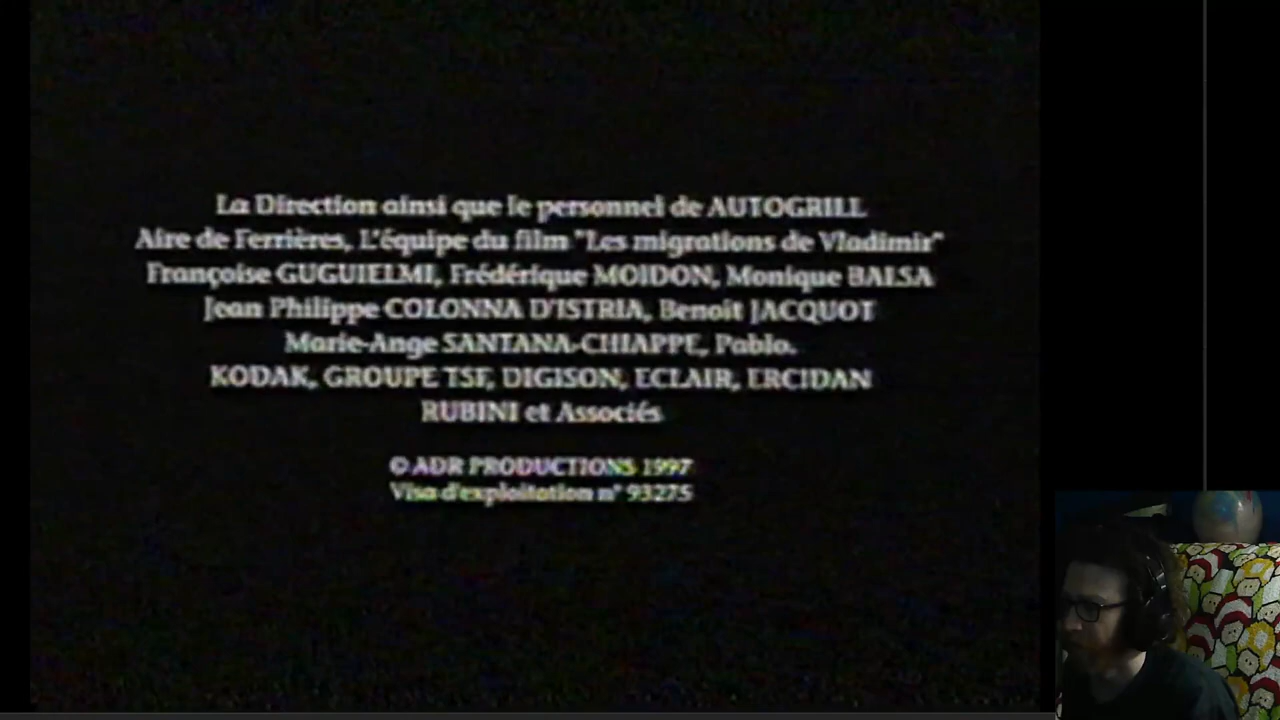 La Direction ainsi que le personnel de AUTOGRILL
Aire de Ferrières, L'équipe du film "Les migrations de Vladimir"
Françoise GUGUIELMI, Frédérique MOIDON, Monique BALSA
Jean Philippe COLONNA D'ISTRIA, Benoit JACQUOT
Marie-Ange SANTANA-CHIAPPE, Pablo.
KODAK, GROUPE TSF, DIGISON, ECLAIR, ERCIDAN
RUBINI et Associés
© ADR PRODUCTIONS 1997
Visa d'exploitation n° 93275